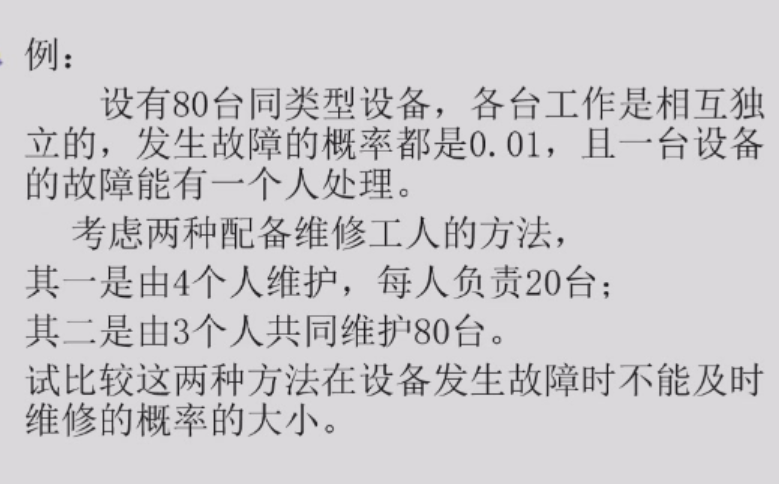 例：
设有80台同类型设备，各台工作是相互独
立的，发生故障的概率都是0.01，且一台设备
的故障能有一个人处理。
考虑两种配备维修工人的方法，
其一是由4个人维护，每人负责20台；
其二是由3个人共同维护80台。
试比较这两种方法在设备发生故障时不能及时
维修的概率的大小。